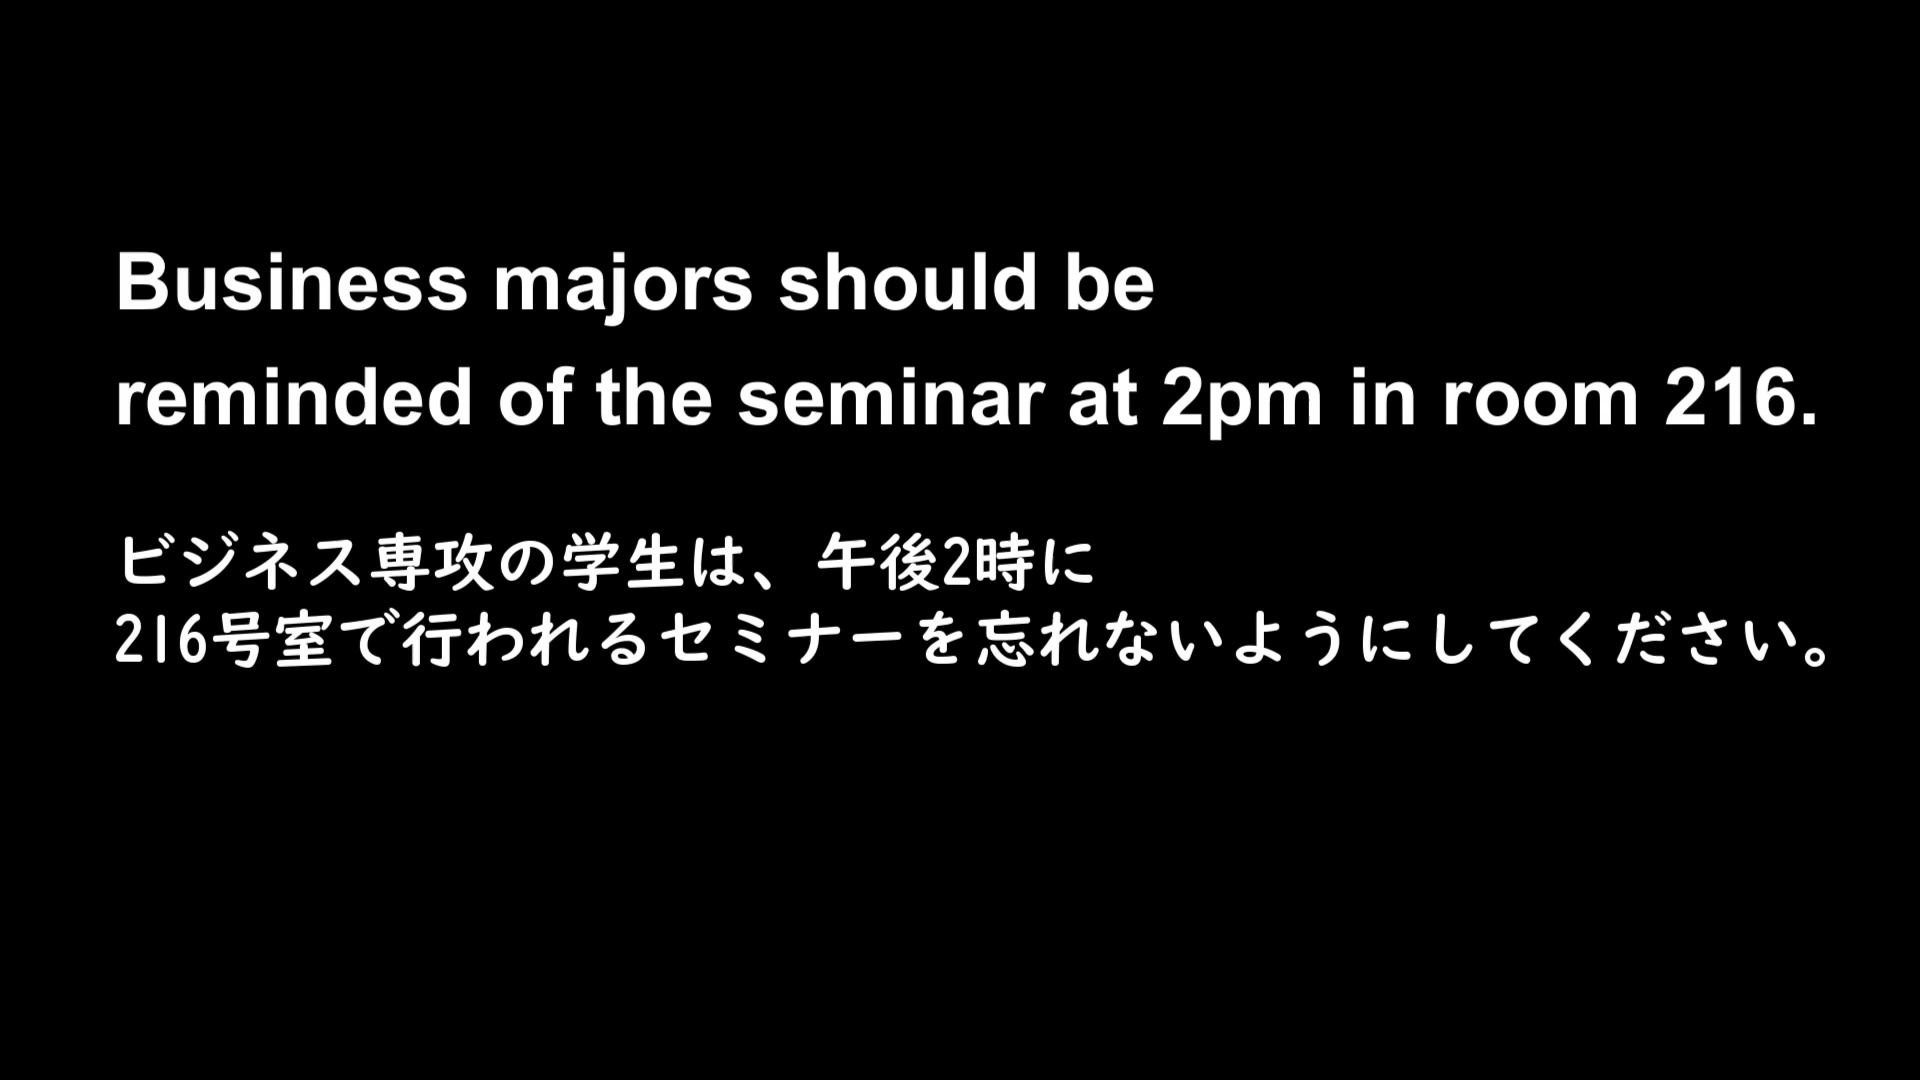 Business majors should be
reminded of the seminar at 2pm in room 216.
ビジネス専攻の学生は、午後2時に
216号室で行われるセミナーを忘れないようにしてください。